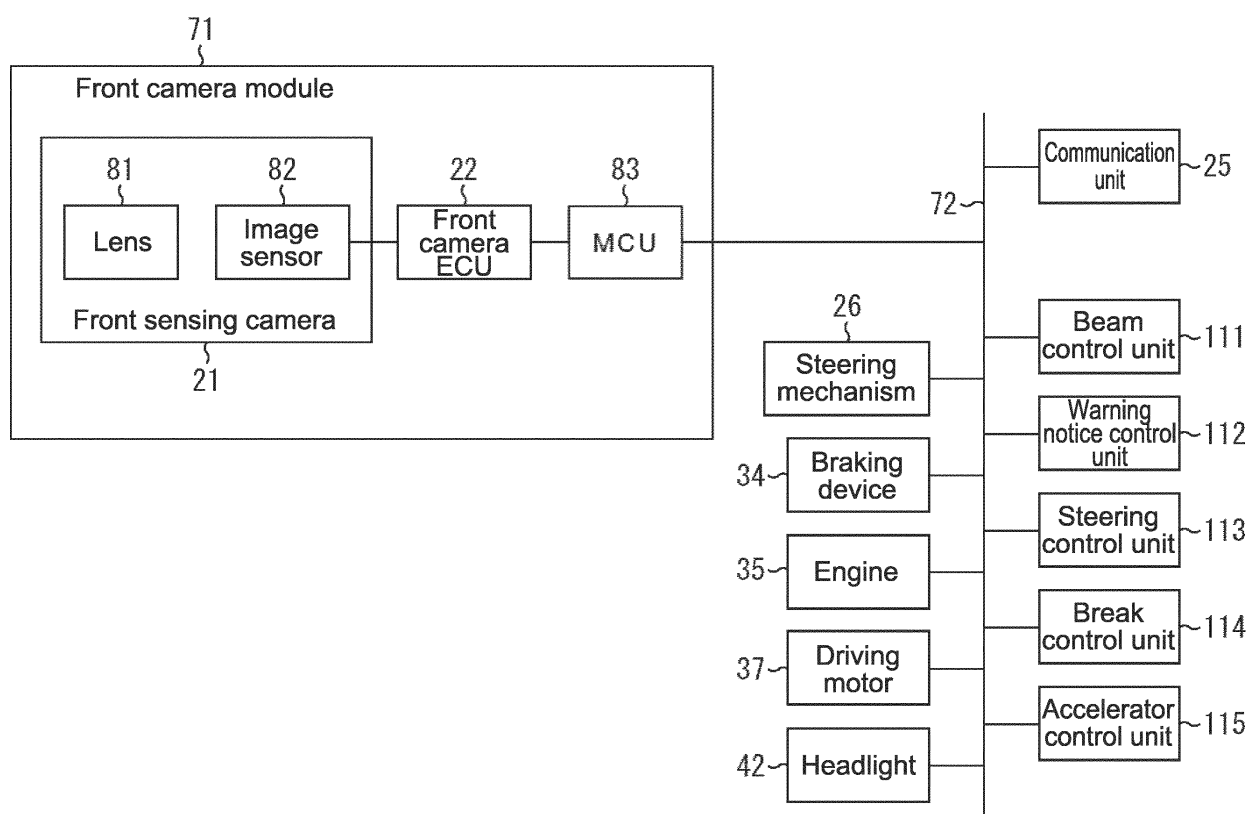 71
Front camera module
81
82
22
83
Lens
Image
sensor
Front
camera
ECU
MCU
Front sensing camera
21
72
Communication
unit
25
26
Steering
mechanism
34
Braking
device
35
Engine
37
Driving
motor
42
Headlight
Beam
control unit
111
Warning
notice control
unit
112
Steering
control unit
113
Break
control unit
114
Accelerator
control unit
115